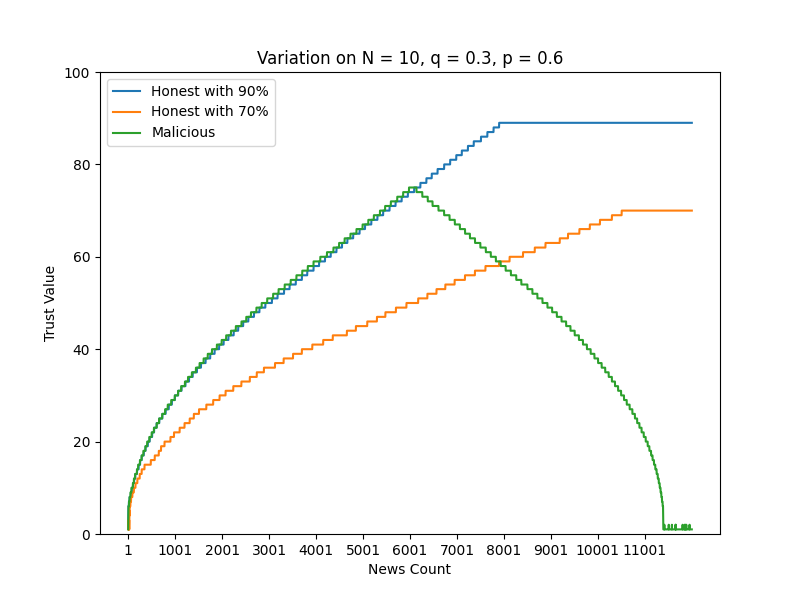 Variation on N = 10, q = 0.3, p = 0.6
Honest with 90%
Honest with 70%
Malicious
Trust Value
100
80
60
40
20
0
1 1001 2001 3001 4001 5001 6001 7001 8001 9001 10001 11001
News Count